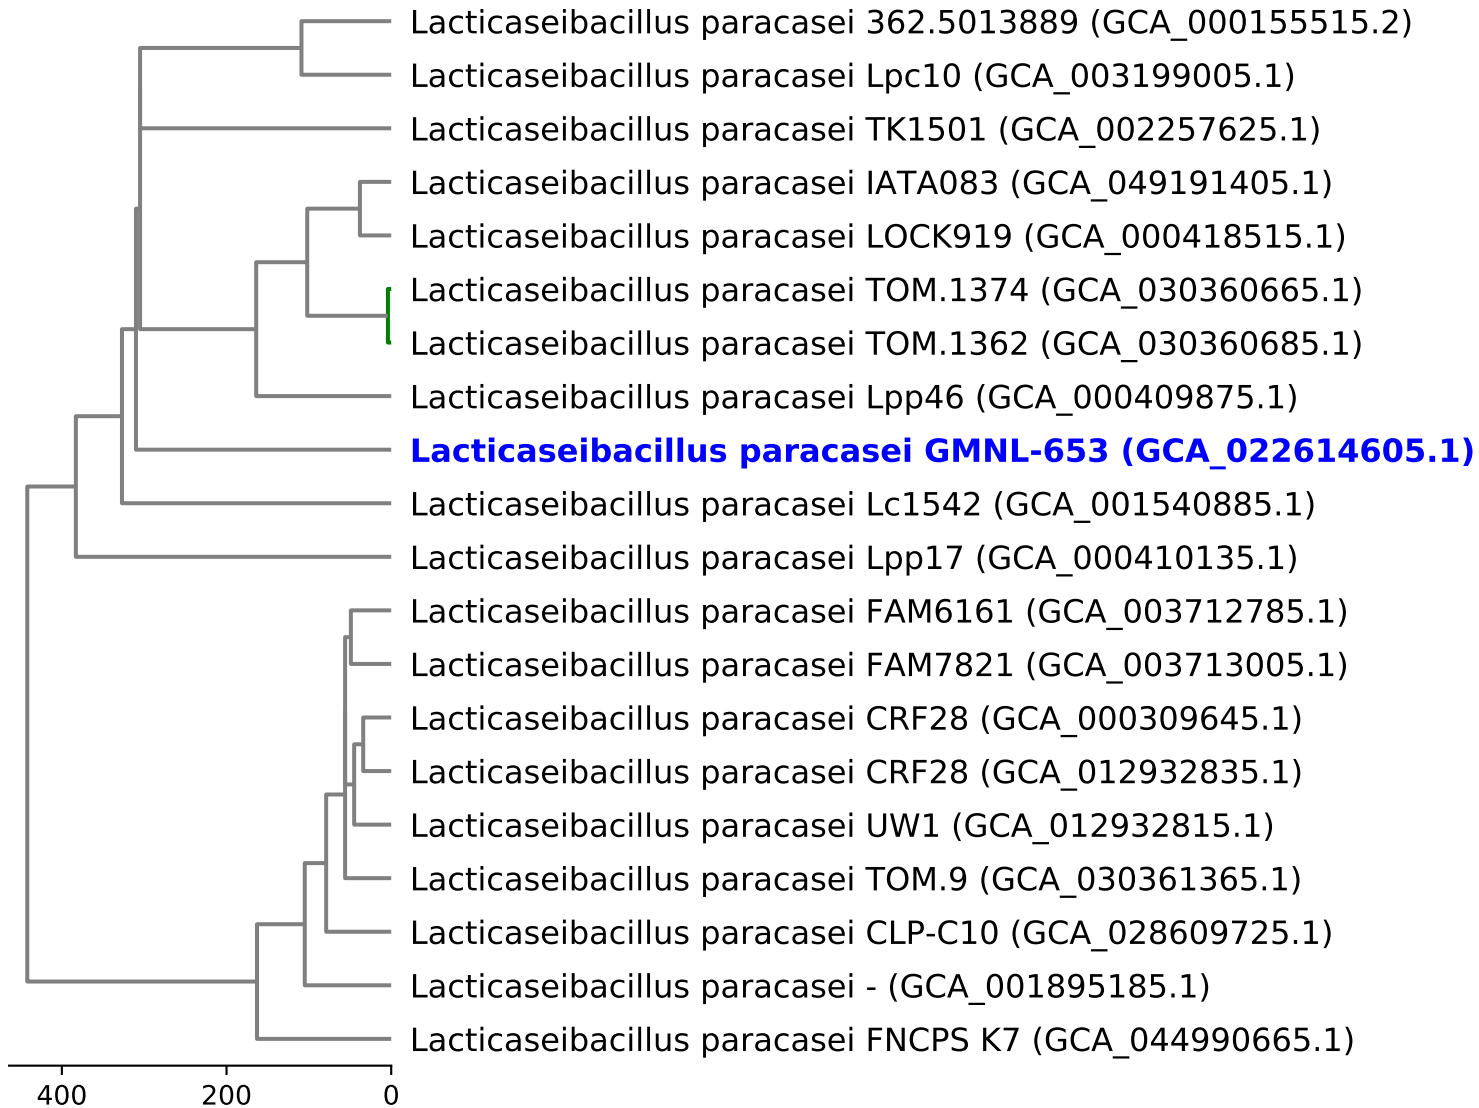 Lacticaseibacillus paracasei 362.5013889 (GCA_000155515.2)
Lacticaseibacillus paracasei Lpc10 (GCA_003199005.1)
Lacticaseibacillus paracasei TK1501 (GCA_002257625.1)
Lacticaseibacillus paracasei IATA083 (GCA_049191405.1)
Lacticaseibacillus paracasei LOCK919 (GCA_000418515.1)
Lacticaseibacillus paracasei TOM.1374 (GCA_030360665.1)
Lacticaseibacillus paracasei TOM.1362 (GCA_030360685.1)
Lacticaseibacillus paracasei Lpp46 (GCA_000409875.1)
Lacticaseibacillus paracasei GMNL-653 (GCA_022614605.1)
Lacticaseibacillus paracasei Lc1542 (GCA_001540885.1)
Lacticaseibacillus paracasei Lpp17 (GCA_000410135.1)
Lacticaseibacillus paracasei FAM6161 (GCA_003712785.1)
Lacticaseibacillus paracasei FAM7821 (GCA_003713005.1)
Lacticaseibacillus paracasei CRF28 (GCA_000309645.1)
Lacticaseibacillus paracasei CRF28 (GCA_012932835.1)
Lacticaseibacillus paracasei UW1 (GCA_012932815.1)
Lacticaseibacillus paracasei TOM.9 (GCA_030361365.1)
Lacticaseibacillus paracasei CLP-C10 (GCA_028609725.1)
Lacticaseibacillus paracasei - (GCA_001895185.1)
Lacticaseibacillus paracasei FNCPS K7 (GCA_044990665.1)
400 200 0